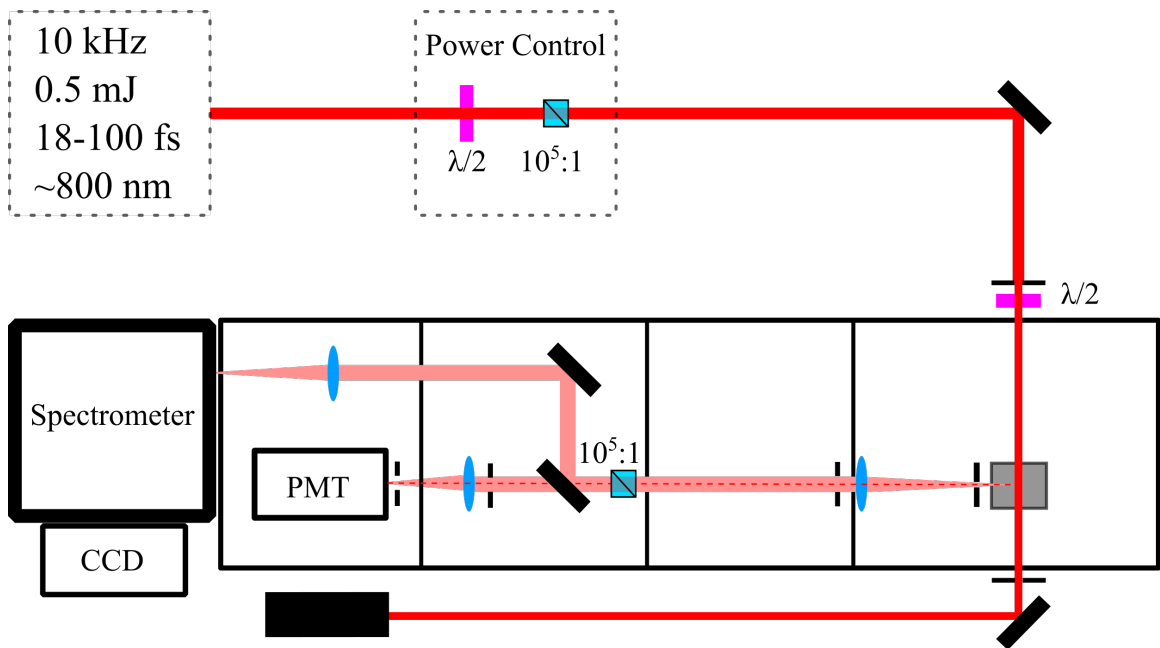 10 kHz
0.5 mJ
18-100 fs
~800 nm
Power Control
λ/2
10⁵:1
λ/2
Spectrometer
10⁵:1
PMT
CCD